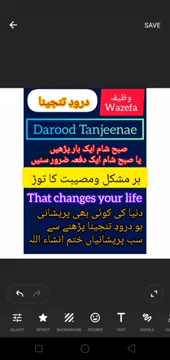 SAVE
درودِ تنجینا
وظیفہ
Wazefa
Darood Tanjeenae
صبح شام ایک بار پڑھیں
یا صبح شام ایک دفعہ ضرور سنیں
ہر مشکل ومصیبت کا توڑ
That changes your life
دنیا کی کوئی بھی پریشانی
ہو درود تنجینا پڑھنے سے
سب پریشانیاں ختم انشاء اللہ
ADJUST EFFECT BACKGROUND STICKER TEXT DOODLE